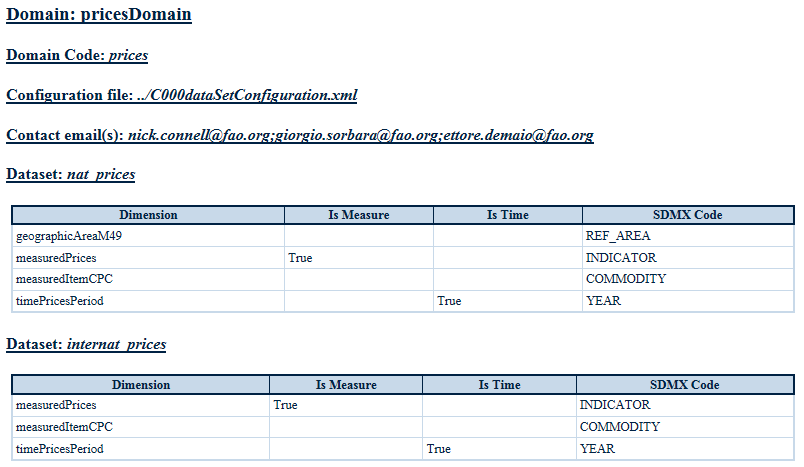 Domain: pricesDomain
Domain Code: prices
Configuration file: ../C000dataSetConfiguration.xml
Contact email(s): nick.connell@fao.org;giorgio.sorbara@fao.org;ettore.demaio@fao.org
Dataset: nat_prices
Dimension Is Measure Is Time SDMX Code
geographicAreaM49 REF_AREA
measuredPrices True INDICATOR
measuredItemCPC COMMODITY
timePricesPeriod True YEAR
Dataset: internat_prices
Dimension Is Measure Is Time SDMX Code
measuredPrices True INDICATOR
measuredItemCPC COMMODITY
timePricesPeriod True YEAR